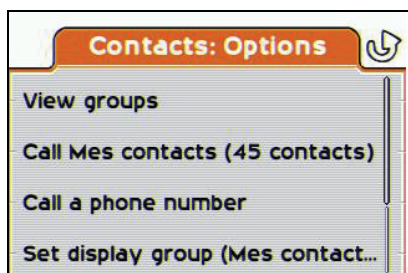 Contacts: Options
View groups
Call Mes contacts (45 contacts)
Call a phone number
Set display group (Mes contact...